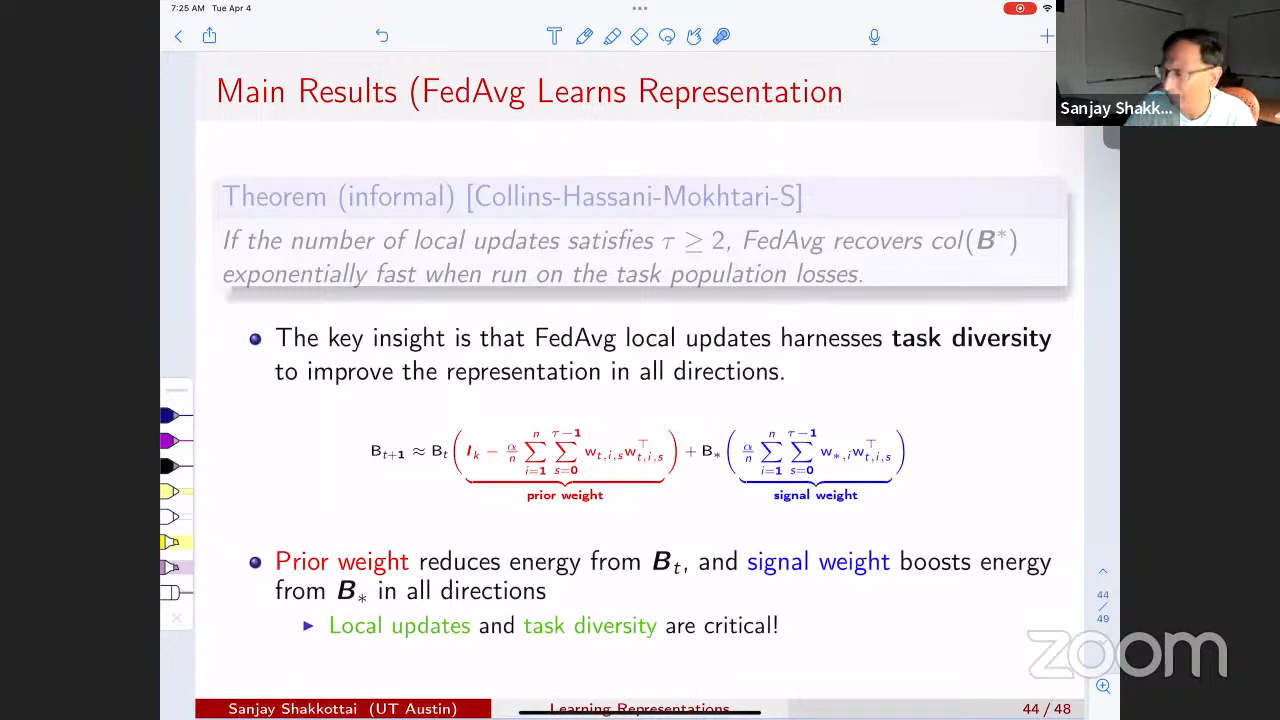 7:25 AM Tue Apr 4
Main Results (FedAvg Learns Representation
Sanjay Shakk...
Theorem (informal) [Collins-Hassani-Mokhtari-S]
If the number of local updates satisfies τ ≥ 2, FedAvg recovers col(B*)
exponentially fast when run on the task population losses.
The key insight is that FedAvg local updates harnesses task diversity
to improve the representation in all directions.
B_{t+1} ≈ B_t ( I_k − α/n ∑_{i=1}^{n} ∑_{s=0}^{τ−1} w_{t,i,s} w_{t,i,s}^⊤ ) + B_* ( α/n ∑_{i=1}^{n} ∑_{s=0}^{τ−1} w_{*,i} w_{t,i,s}^⊤ )
prior weight signal weight
Prior weight reduces energy from B_t, and signal weight boosts energy
from B_* in all directions
▶ Local updates and task diversity are critical!
44
/
49
zoom
Sanjay Shakkottai (UT Austin) Learning Representations 44 / 48